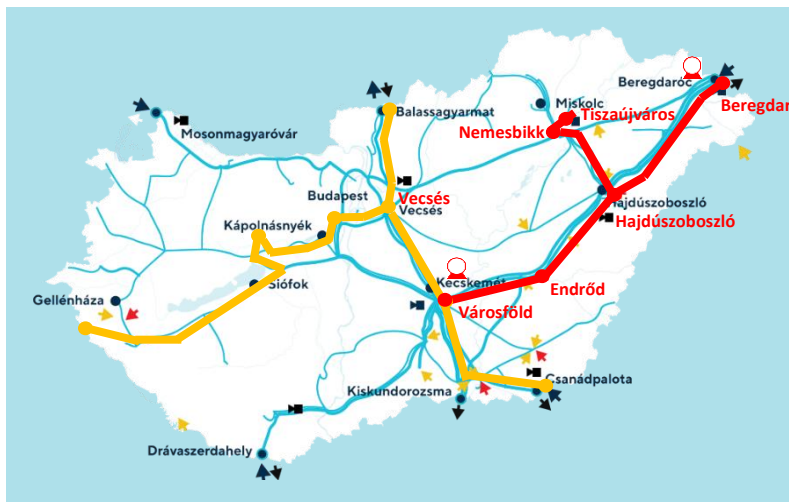 Beregdaróc
Miskolc
Balassagyarmat
Tiszaújváros
Beregdar
Mosonmagyaróvár
Nemesbikk
Budapest
Vecsés
Hajdúszoboszló
Kápolnásnyék
Vecsés
Hajdúszoboszló
Siófok
Kecskemét
Endrőd
Gellénháza
Városföld
Csanádpalota
Kiskundorozsma
Drávaszerdahely